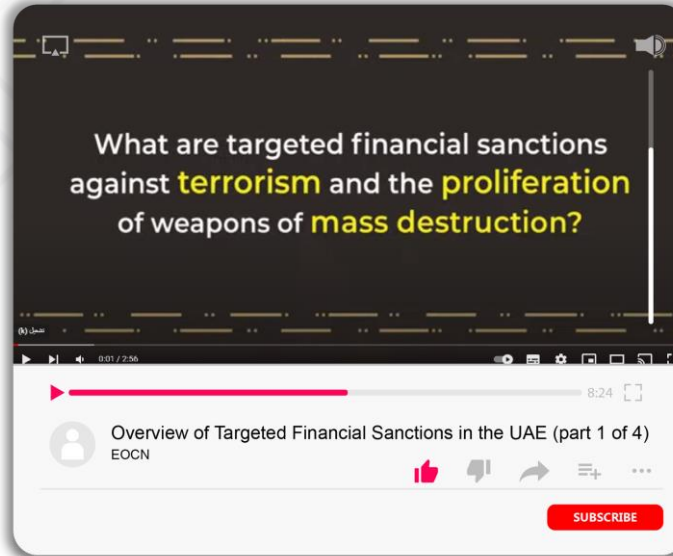 What are targeted financial sanctions
against terrorism and the proliferation
of weapons of mass destruction?
تشغيل (k)
0:01 / 2:56
8:24
Overview of Targeted Financial Sanctions in the UAE (part 1 of 4)
EOCN
SUBSCRIBE